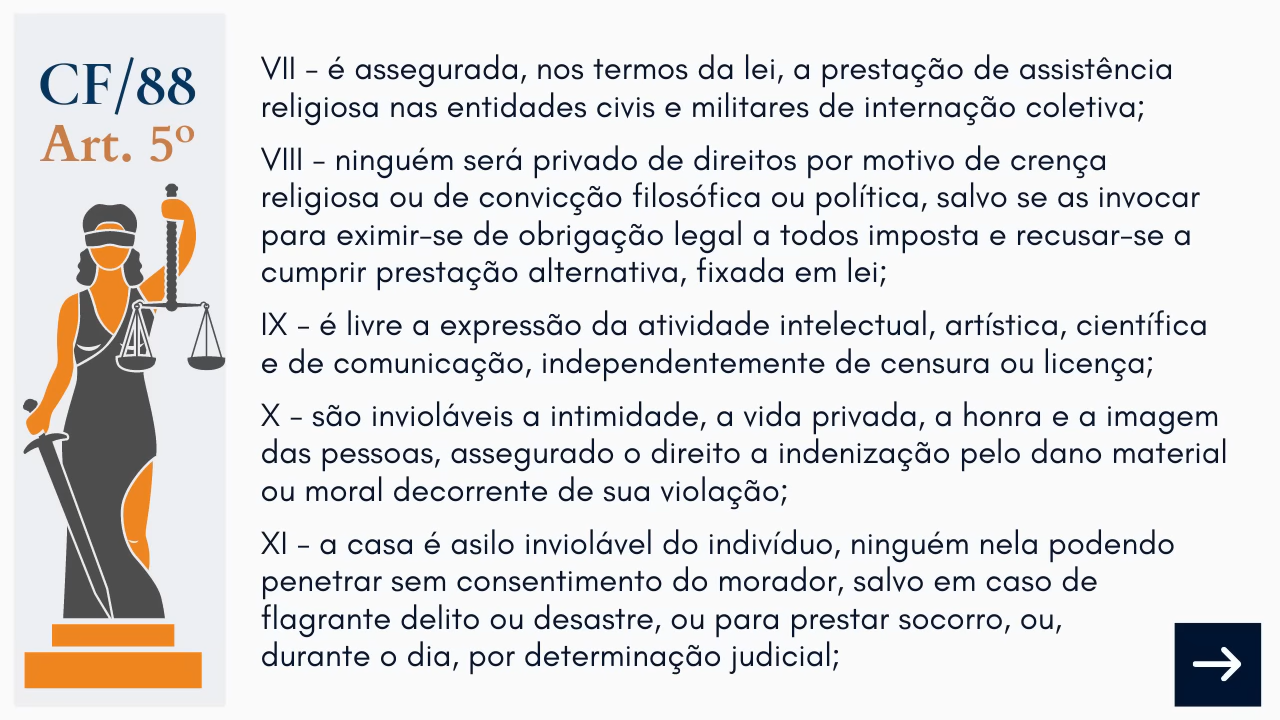 CF/88
Art. 5º
VII - é assegurada, nos termos da lei, a prestação de assistência
religiosa nas entidades civis e militares de internação coletiva;
VIII - ninguém será privado de direitos por motivo de crença
religiosa ou de convicção filosófica ou política, salvo se as invocar
para eximir-se de obrigação legal a todos imposta e recusar-se a
cumprir prestação alternativa, fixada em lei;
IX - é livre a expressão da atividade intelectual, artística, científica
e de comunicação, independentemente de censura ou licença;
X - são invioláveis a intimidade, a vida privada, a honra e a imagem
das pessoas, assegurado o direito a indenização pelo dano material
ou moral decorrente de sua violação;
XI - a casa é asilo inviolável do indivíduo, ninguém nela podendo
penetrar sem consentimento do morador, salvo em caso de
flagrante delito ou desastre, ou para prestar socorro, ou,
durante o dia, por determinação judicial;